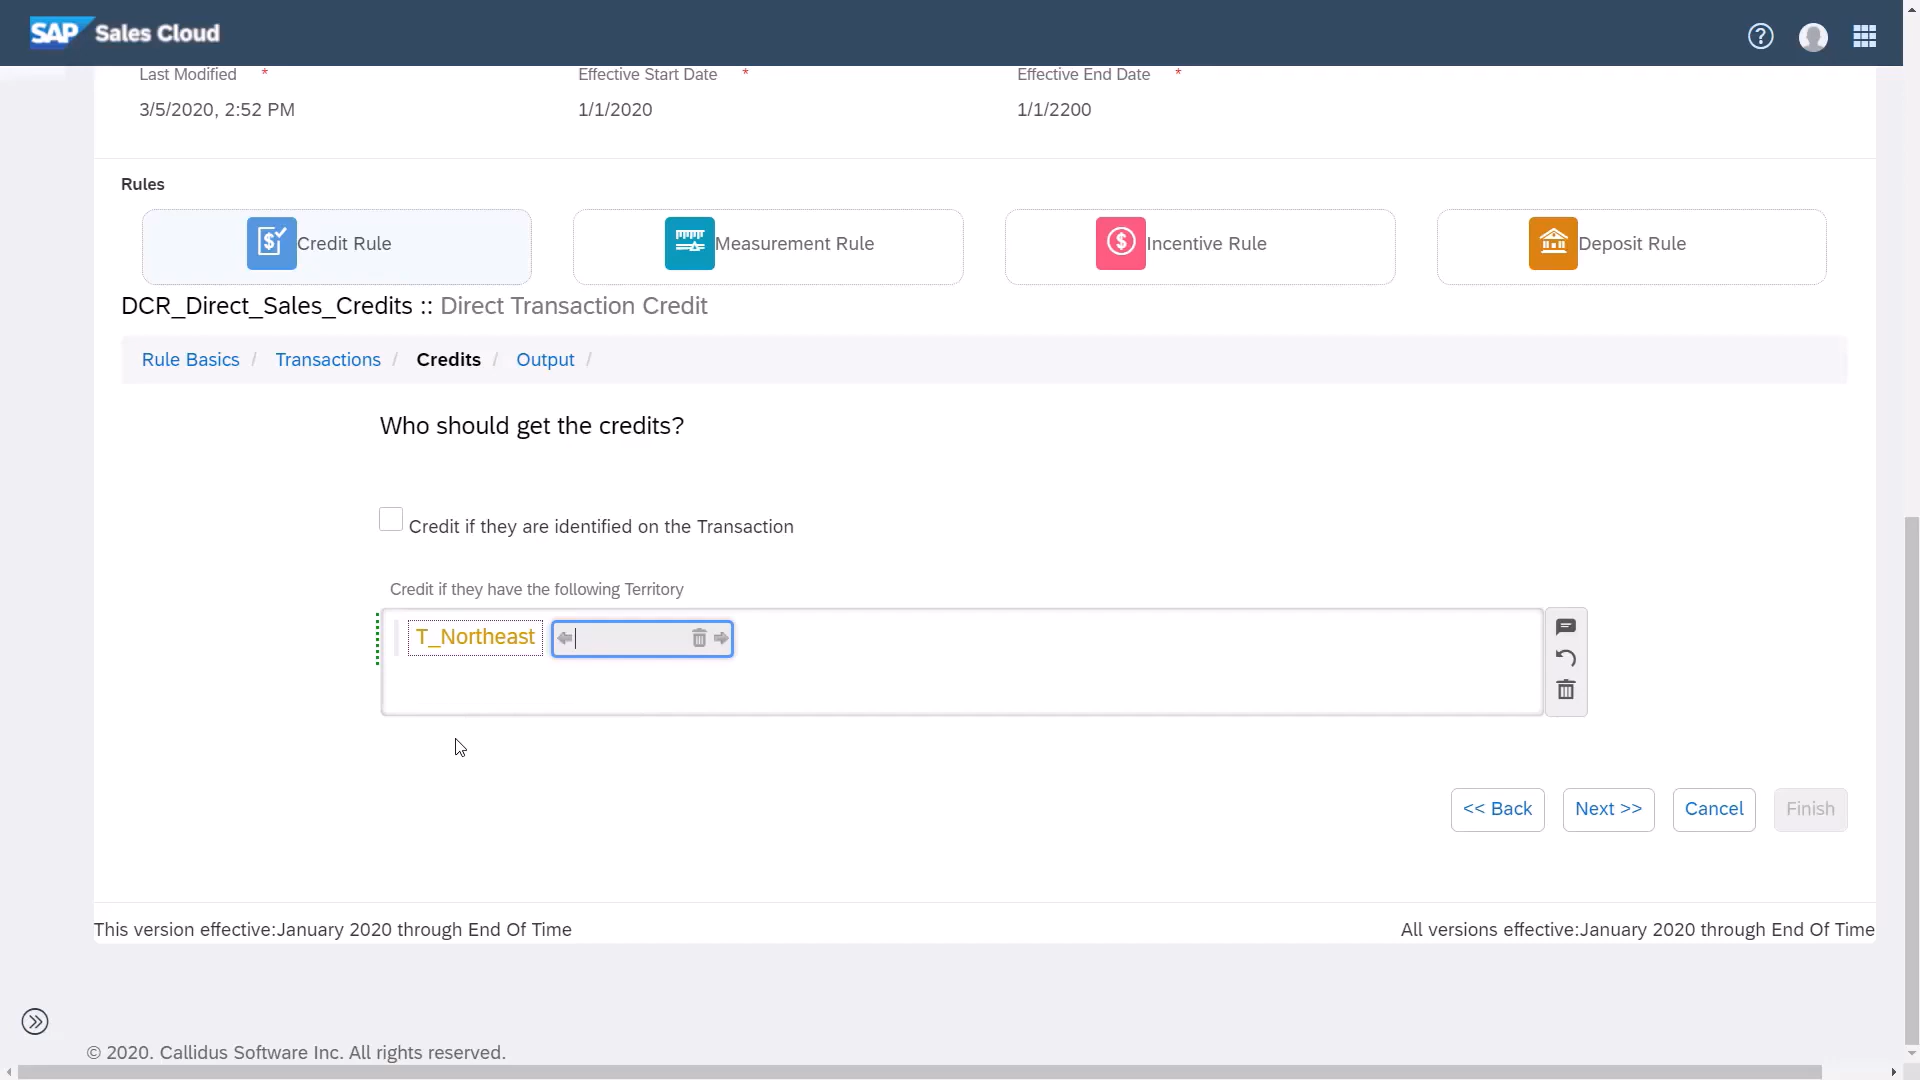 SAP Sales Cloud
Last Modified *
Effective Start Date *
Effective End Date *
3/5/2020, 2:52 PM
1/1/2020
1/1/2200
Rules
Credit Rule
Measurement Rule
Incentive Rule
Deposit Rule
DCR_Direct_Sales_Credits :: Direct Transaction Credit
Rule Basics / Transactions / Credits / Output /
Who should get the credits?
Credit if they are identified on the Transaction
Credit if they have the following Territory
T_Northeast
<< Back
Next >>
Cancel
Finish
This version effective:January 2020 through End Of Time
All versions effective:January 2020 through End Of Time
© 2020. Callidus Software Inc. All rights reserved.